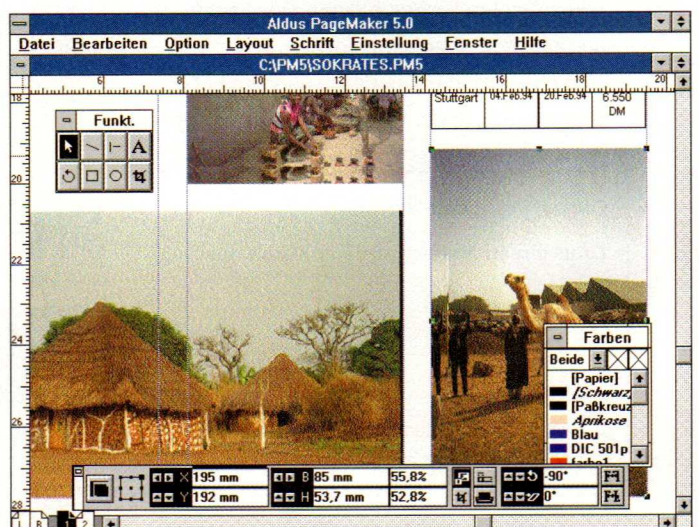 Aldus PageMaker 5.0
Datei Bearbeiten Option Layout Schrift Einstellung Fenster Hilfe
C:\PM5\SOKRATES.PM5
6 8 10 12 14 16 18 20
18
20
22
24
26
28
Funkt.
A
Stuttgart 04.Feb.94 20.Feb.94 6.550
DM
Farben
Beide
[Papier]
[Schwarz]
[Paßkreuz
Aprikose
Blau
DIC 501p
farbe1
X 195 mm B 85 mm 55,8% -90°
Y 192 mm H 53,7 mm 52,8% 0°
L R 1 2